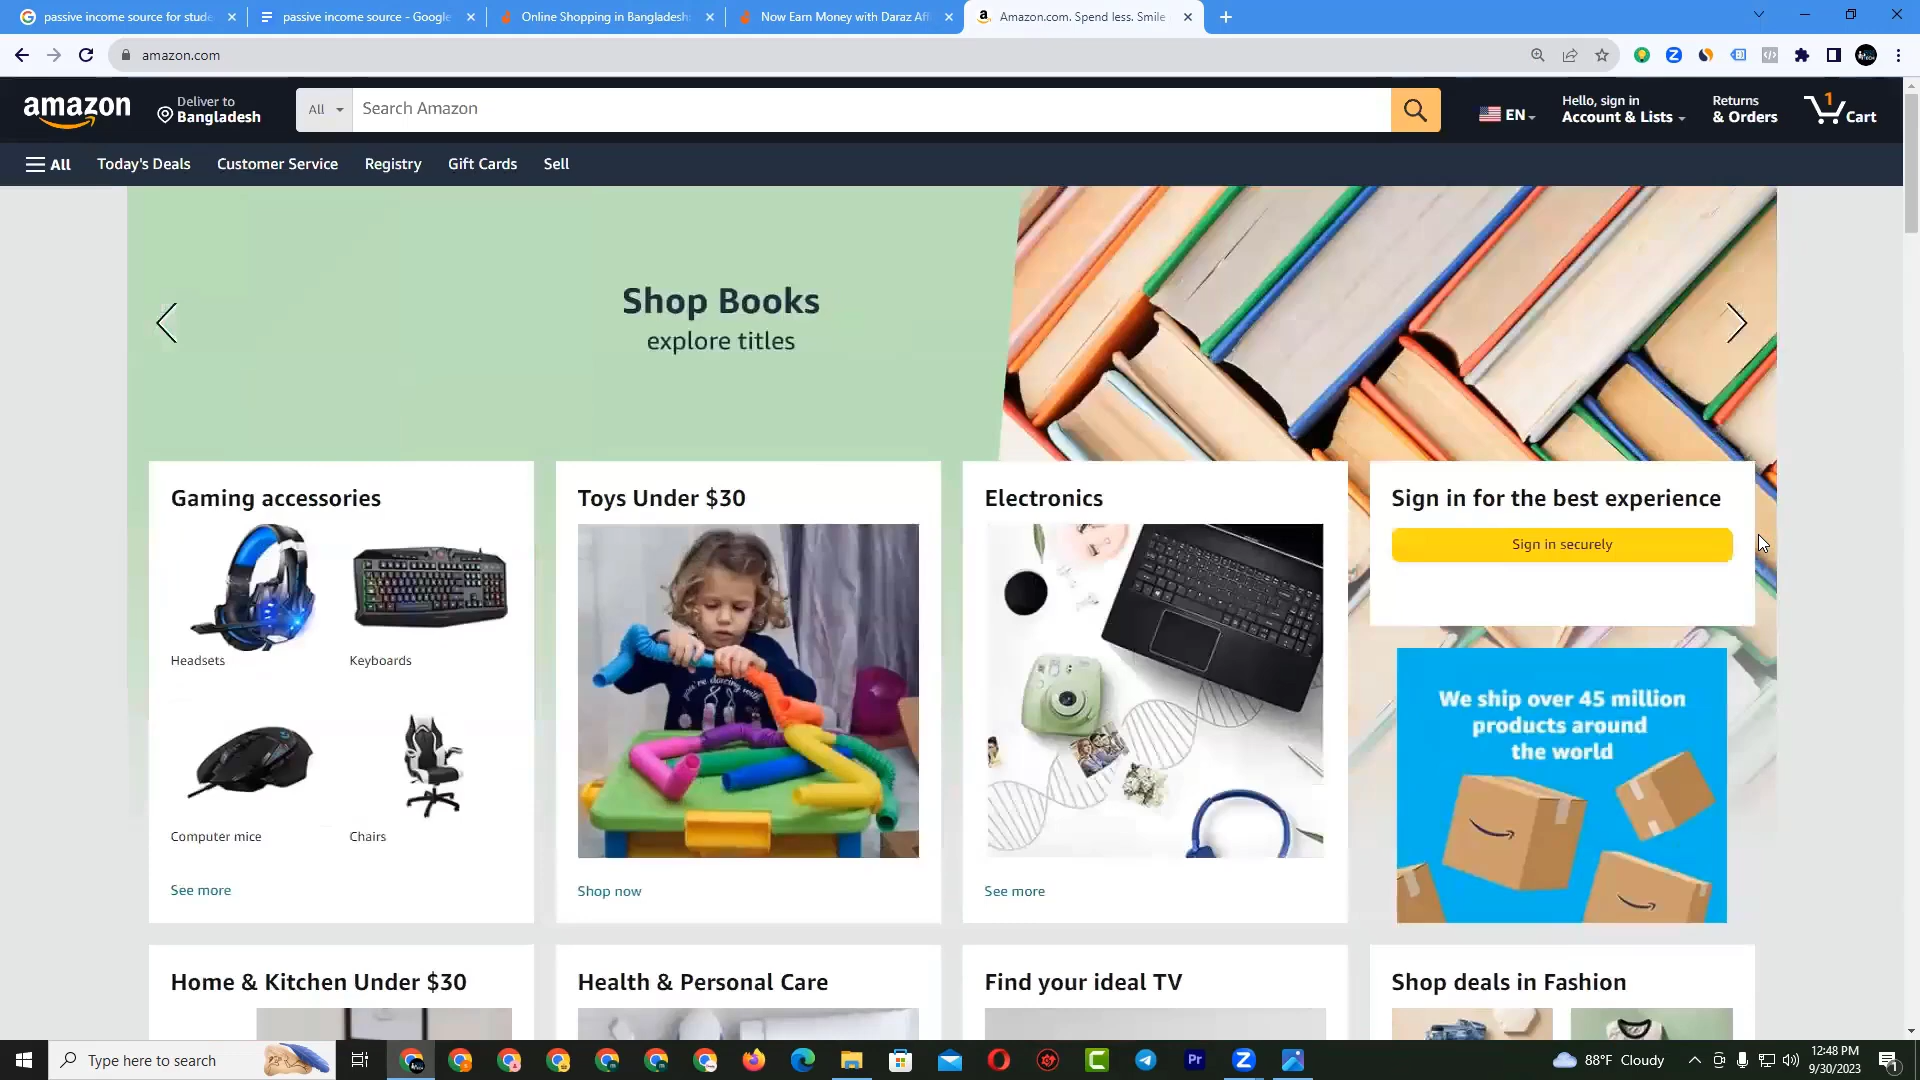 passive income source for stude
passive income source - Google
Online Shopping in Bangladesh:
Now Earn Money with Daraz Aff
Amazon.com. Spend less. Smile
amazon.com
amazon
Deliver to
Bangladesh
All
Search Amazon
EN
Hello, sign in
Account & Lists
Returns
& Orders
1
Cart
All
Today's Deals
Customer Service
Registry
Gift Cards
Sell
Shop Books
explore titles
Gaming accessories
Headsets
Keyboards
Computer mice
Chairs
See more
Toys Under $30
you're dancing with
Shop now
Electronics
See more
Sign in for the best experience
Sign in securely
We ship over 45 million
products around
the world
Home & Kitchen Under $30
Health & Personal Care
Find your ideal TV
Shop deals in Fashion
Type here to search
88°F Cloudy
12:48 PM
9/30/2023
1